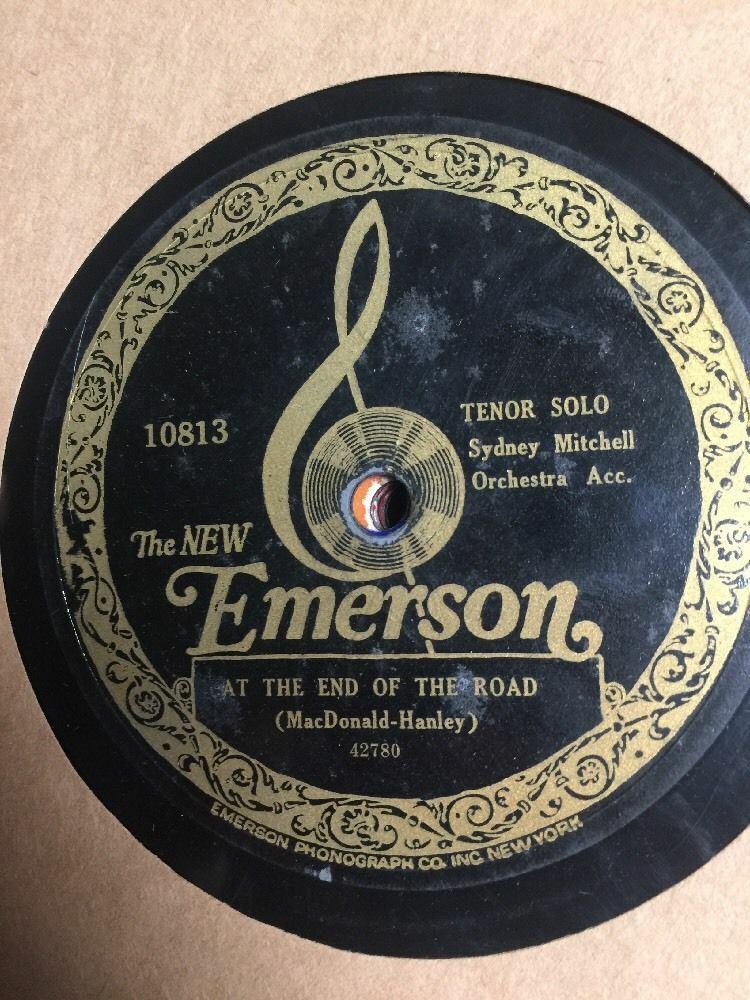 10813
TENOR SOLO
Sydney Mitchell
Orchestra Acc.
The NEW
Emerson
AT THE END OF THE ROAD
(MacDonald-Hanley)
42780
EMERSON PHONOGRAPH CO. INC. NEW YORK